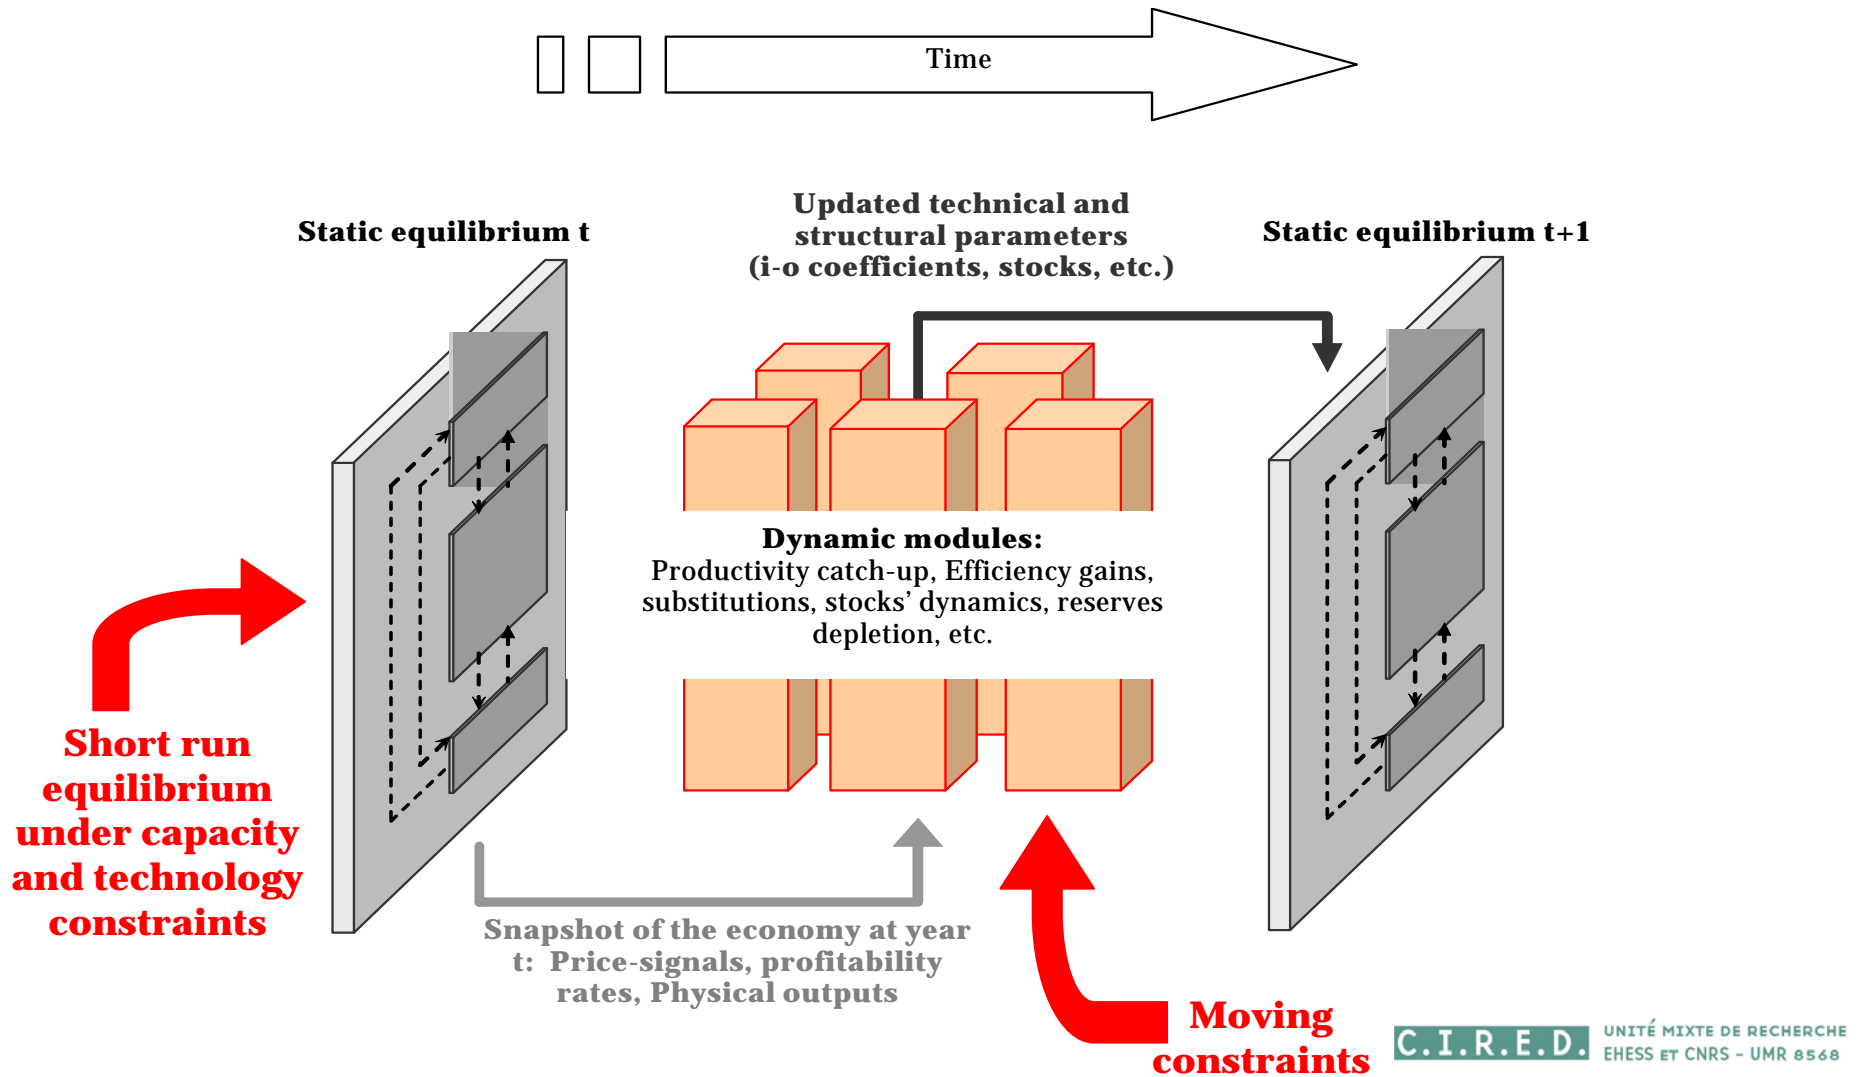 Time
Static equilibrium t
Updated technical and
structural parameters
(i-o coefficients, stocks, etc.)
Static equilibrium t+1
Dynamic modules:
Productivity catch-up, Efficiency gains,
substitutions, stocks’ dynamics, reserves
depletion, etc.
Short run
equilibrium
under capacity
and technology
constraints
Snapshot of the economy at year
t:  Price-signals, profitability
rates, Physical outputs
Moving
constraints
C.I.R.E.D.
UNITÉ MIXTE DE RECHERCHE
EHESS ET CNRS - UMR 8568